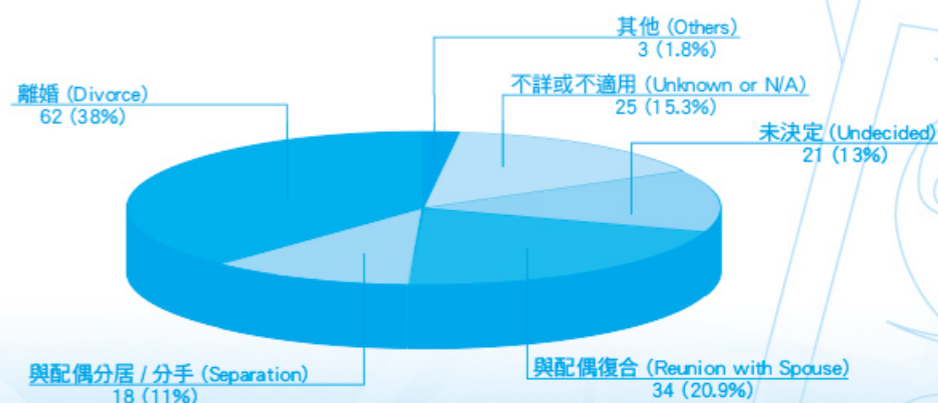 其他 (Others)
3 (1.8%)
離婚 (Divorce)
62 (38%)
不詳或不適用 (Unknown or N/A)
25 (15.3%)
未決定 (Undecided)
21 (13%)
與配偶分居 / 分手 (Separation)
18 (11%)
與配偶復合 (Reunion with Spouse)
34 (20.9%)